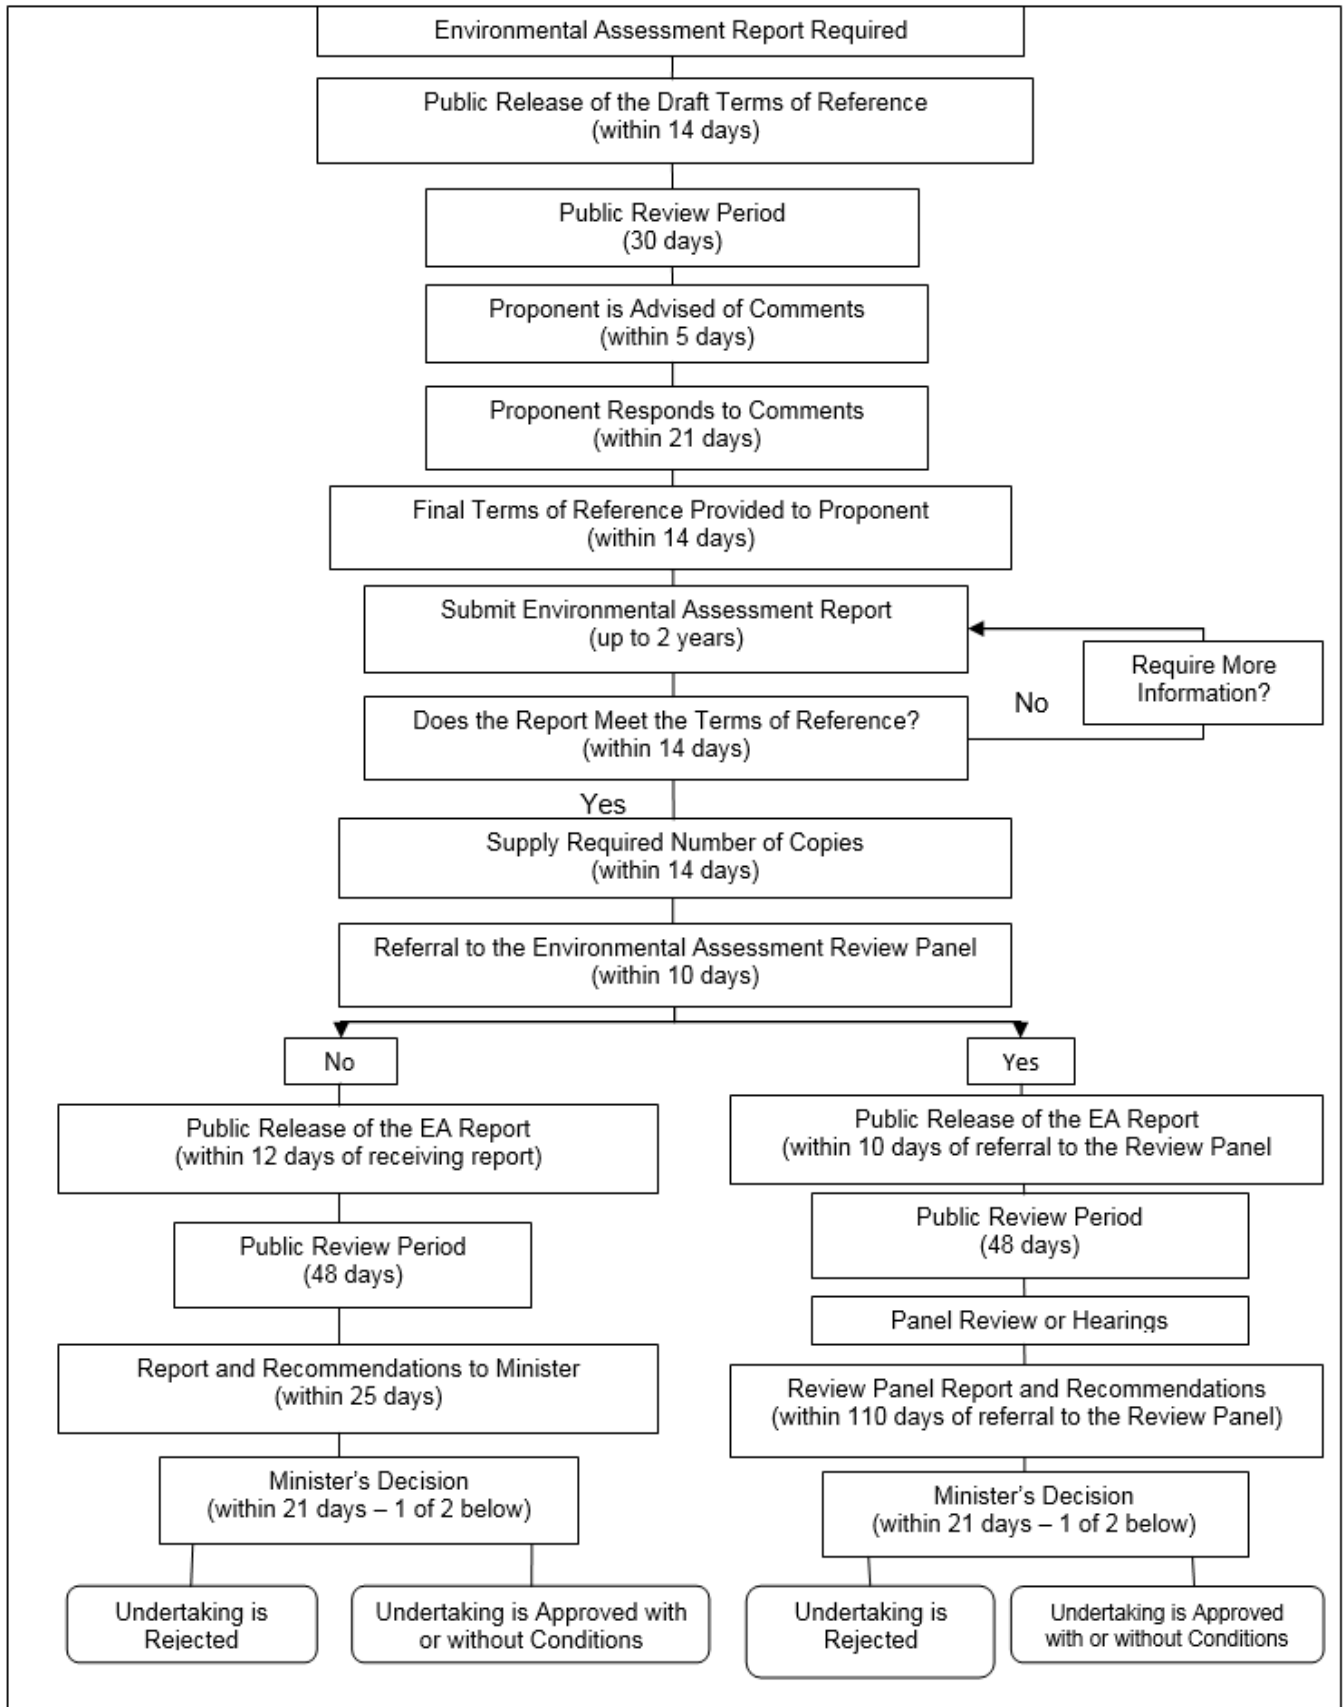 Environmental Assessment Report Required
Public Release of the Draft Terms of Reference
(within 14 days)
Public Review Period
(30 days)
Proponent is Advised of Comments
(within 5 days)
Proponent Responds to Comments
(within 21 days)
Final Terms of Reference Provided to Proponent
(within 14 days)
Submit Environmental Assessment Report
(up to 2 years)
Require More
Information?
No
Does the Report Meet the Terms of Reference?
(within 14 days)
Yes
Supply Required Number of Copies
(within 14 days)
Referral to the Environmental Assessment Review Panel
(within 10 days)
No
Public Release of the EA Report
(within 12 days of receiving report)
Public Review Period
(48 days)
Report and Recommendations to Minister
(within 25 days)
Minister's Decision
(within 21 days – 1 of 2 below)
Undertaking is
Rejected
Undertaking is Approved with
or without Conditions
Yes
Public Release of the EA Report
(within 10 days of referral to the Review Panel
Public Review Period
(48 days)
Panel Review or Hearings
Review Panel Report and Recommendations
(within 110 days of referral to the Review Panel)
Minister's Decision
(within 21 days – 1 of 2 below)
Undertaking is
Rejected
Undertaking is Approved
with or without Conditions